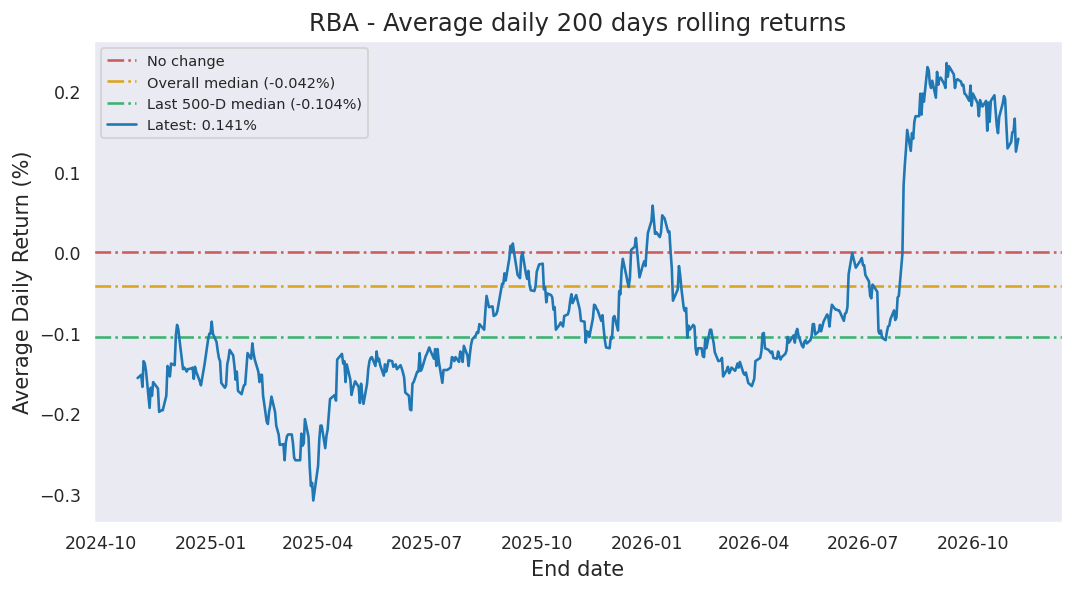 RBA - Average daily 200 days rolling returns
No change
Overall median (-0.042%)
Last 500-D median (-0.104%)
Latest: 0.141%
Average Daily Return (%)
0.2
0.1
0.0
−0.1
−0.2
−0.3
2024-10 2025-01 2025-04 2025-07 2025-10 2026-01 2026-04 2026-07 2026-10
End date